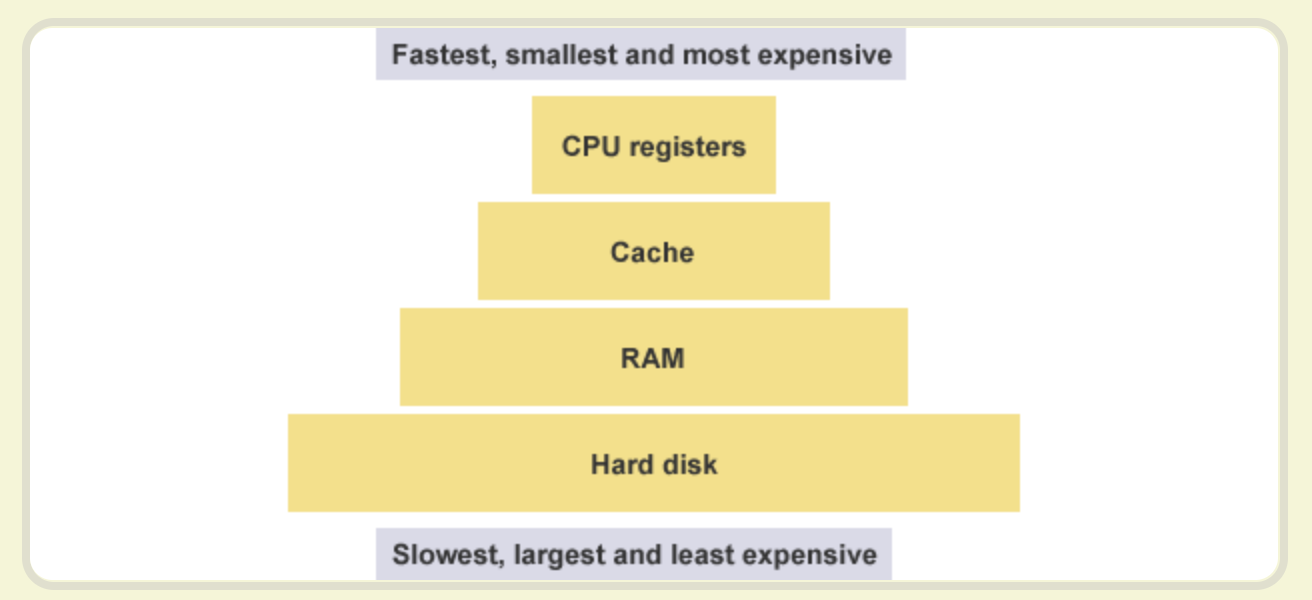 Fastest, smallest and most expensive
CPU registers
Cache
RAM
Hard disk
Slowest, largest and least expensive